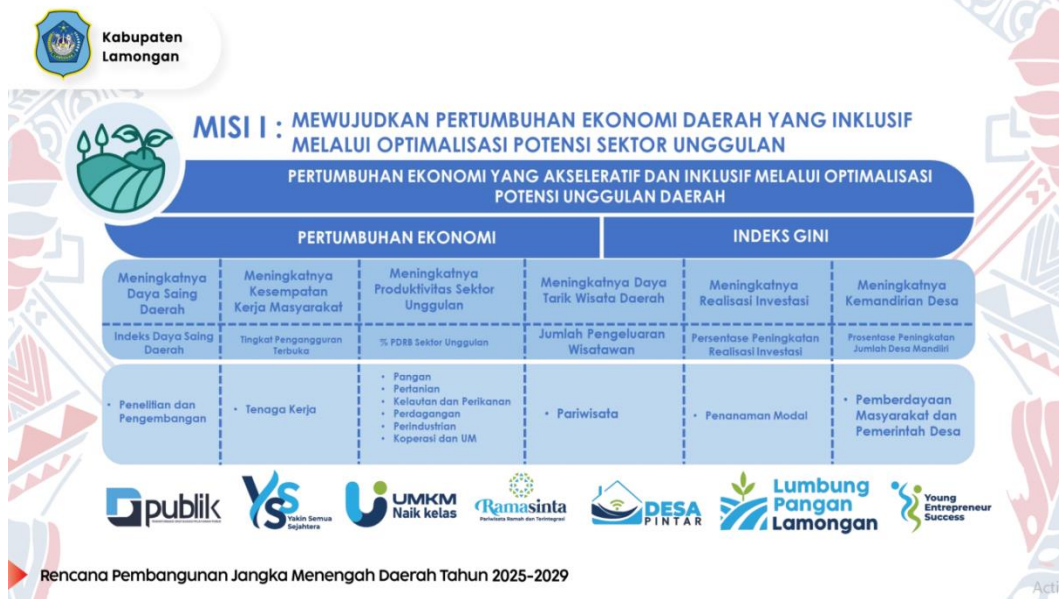 Kabupaten
Lamongan
MISI I : MEWUJUDKAN PERTUMBUHAN EKONOMI DAERAH YANG INKLUSIF
MELALUI OPTIMALISASI POTENSI SEKTOR UNGGULAN
PERTUMBUHAN EKONOMI YANG AKSELERATIF DAN INKLUSIF MELALUI OPTIMALISASI
POTENSI UNGGULAN DAERAH
PERTUMBUHAN EKONOMI
INDEKS GINI
Meningkatnya
Daya Saing
Daerah
Meningkatnya
Kesempatan
Kerja Masyarakat
Meningkatnya
Produktivitas Sektor
Unggulan
Meningkatnya Daya
Tarik Wisata Daerah
Meningkatnya
Realisasi Investasi
Meningkatnya
Kemandirian Desa
Indeks Daya Saing
Daerah
Tingkat Pengangguran
Terbuka
% PDRB Sektor Unggulan
Jumlah Pengeluaran
Wisatawan
Persentase Peningkatan
Realisasi Investasi
Prosentase Peningkatan
Jumlah Desa Mandiiri
• Penelitian dan
Pengembangan
• Tenaga Kerja
• Pangan
• Pertanian
• Kelautan dan Perikanan
• Perdagangan
• Perindustrian
• Koperasi dan UM
• Pariwisata
• Penanaman Modal
• Pemberdayaan
Masyarakat dan
Pemerintah Desa
publik
YSS
Yakin Semua
Sejahtera
UMKM
Naik kelas
Ramasinta
Pariwisata Ramah dan Terintegrasi
DESA
PINTAR
Lumbung
Pangan
Lamongan
Young
Entrepreneur
Success
Rencana Pembangunan Jangka Menengah Daerah Tahun 2025-2029
Acti